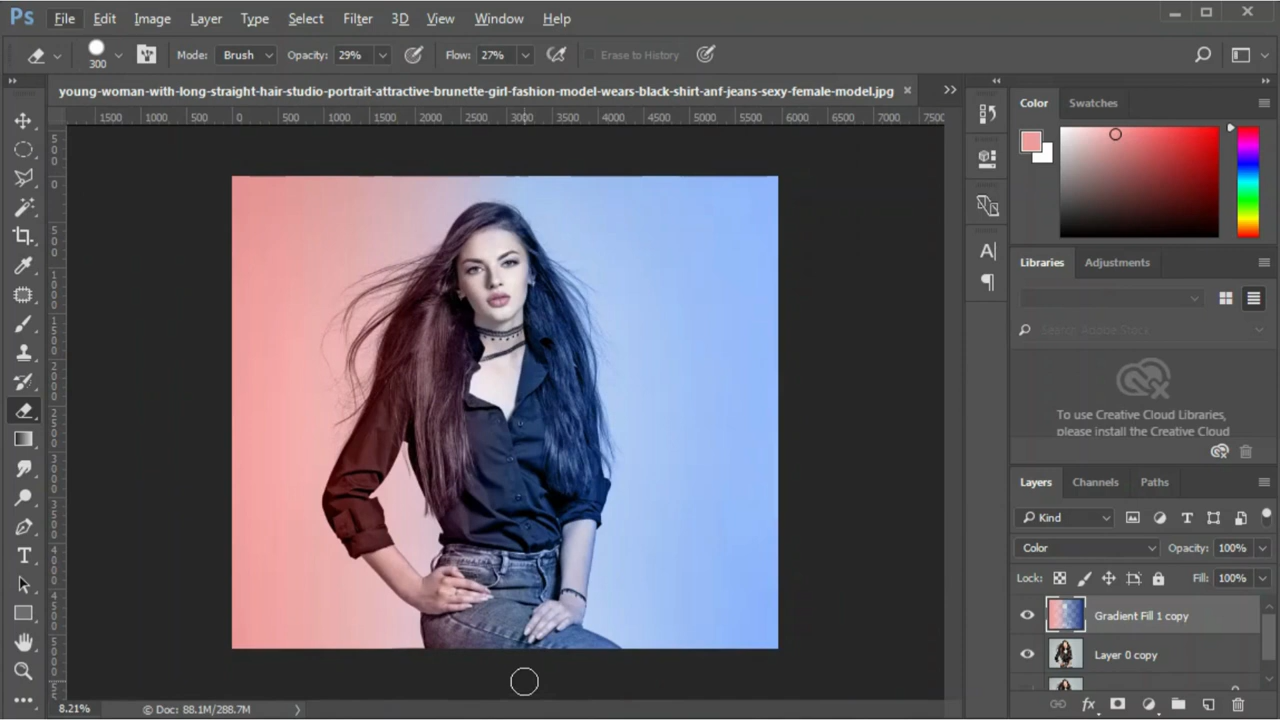 Ps File Edit Image Layer Type Select Filter 3D View Window Help
300 Mode: Brush Opacity: 29% Flow: 27% Erase to History
young-woman-with-long-straight-hair-studio-portrait-attractive-brunette-girl-fashion-model-wears-black-shirt-anf-jeans-sexy-female-model.jpg
1500 1000 500 0 500 1000 1500 2000 2500 3000 3500 4000 4500 5000 5500 6000 6500 7000 7500
Color Swatches
Libraries Adjustments
Search Adobe Stock
To use Creative Cloud Libraries,
please install the Creative Cloud
Layers Channels Paths
Kind
Color Opacity: 100%
Lock: Fill: 100%
Gradient Fill 1 copy
Layer 0 copy
8.21% © Doc: 88.1M/288.7M